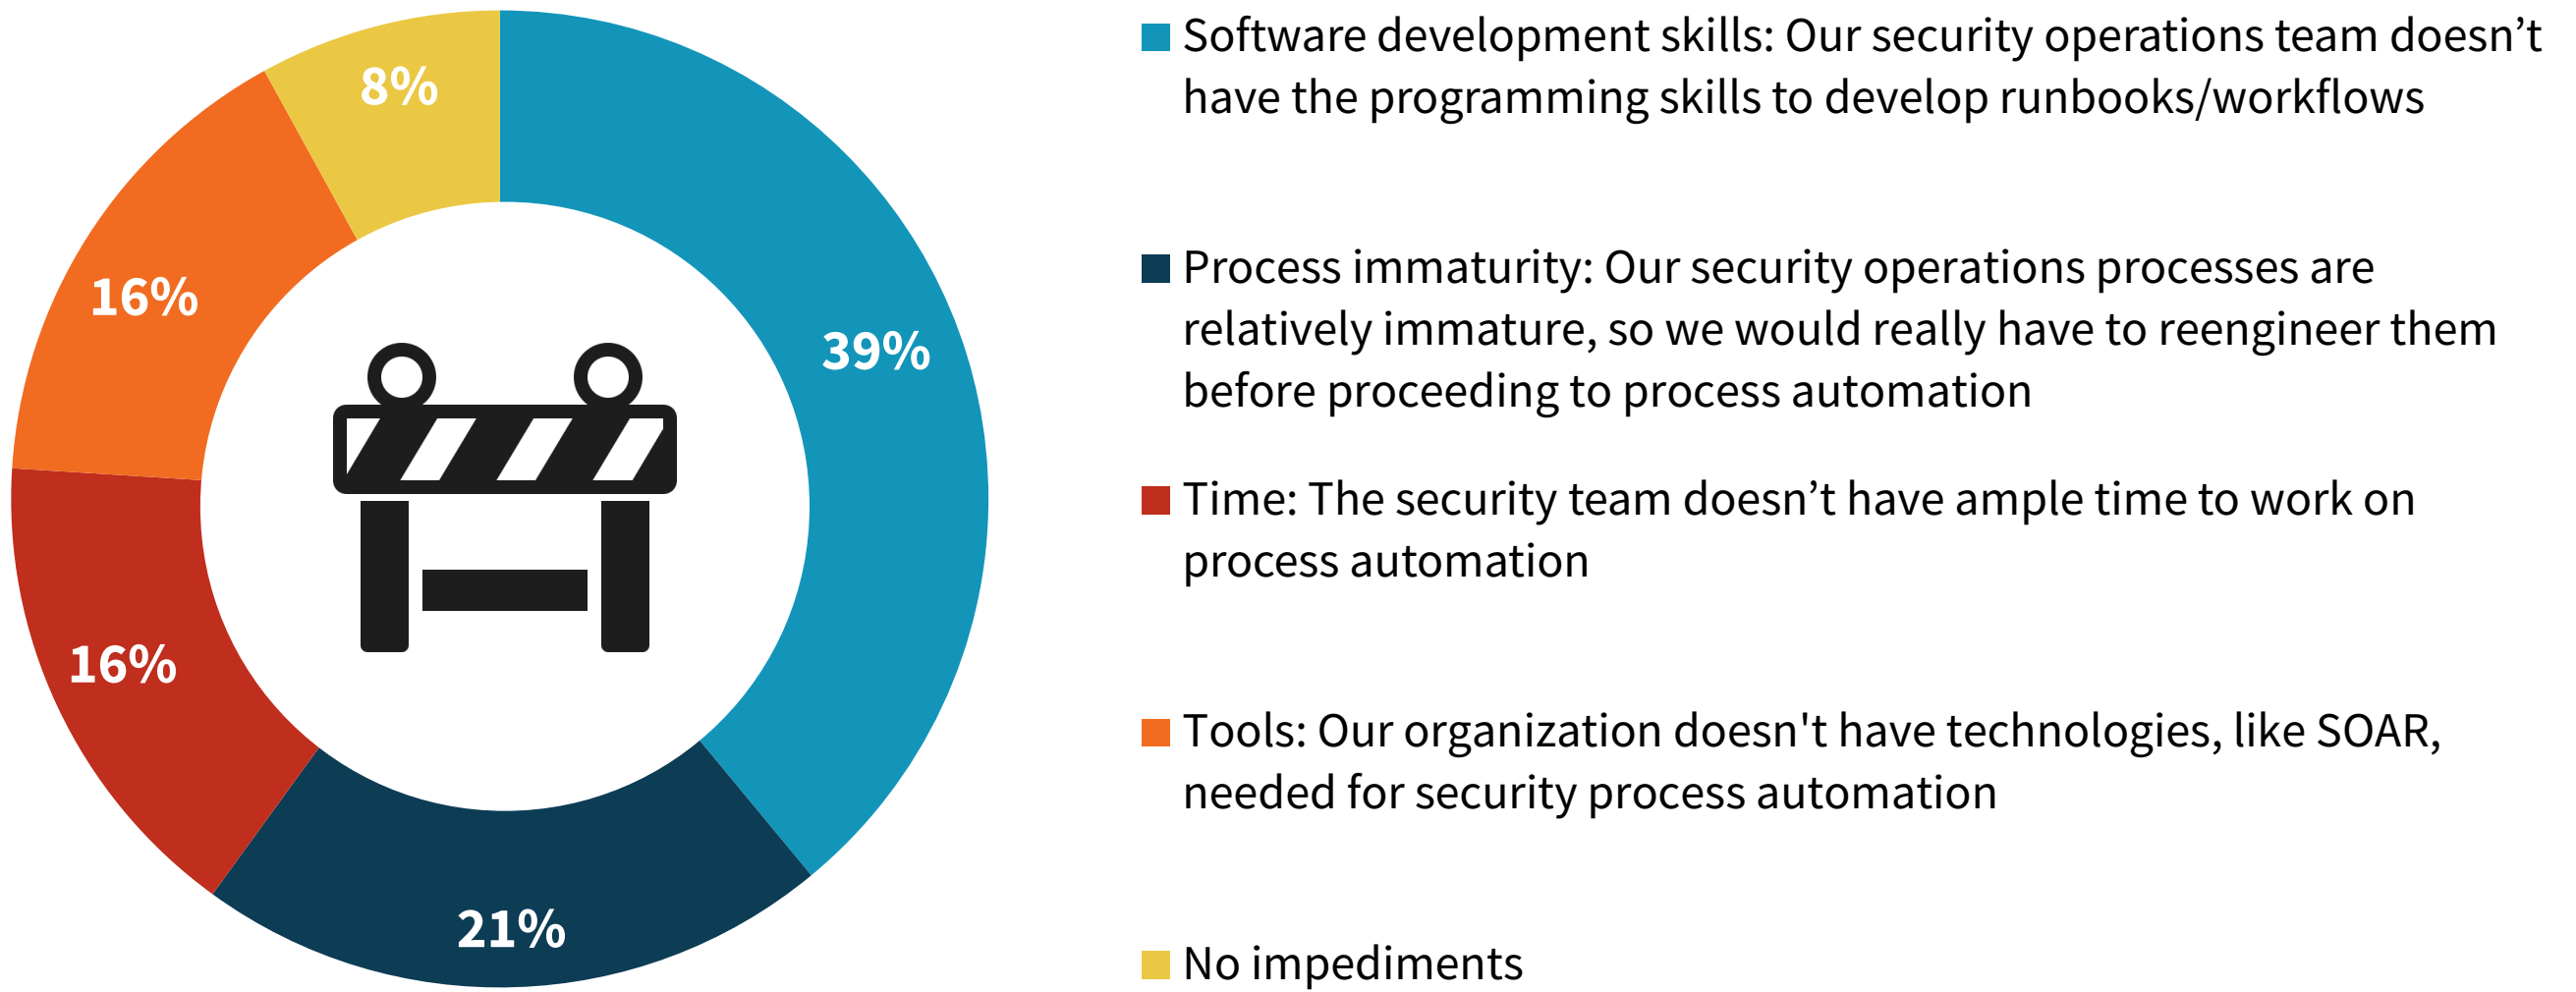 8%
39%
16%
16%
21%
Software development skills: Our security operations team doesn’t
have the programming skills to develop runbooks/workflows
Process immaturity: Our security operations processes are
relatively immature, so we would really have to reengineer them
before proceeding to process automation
Time: The security team doesn’t have ample time to work on
process automation
Tools: Our organization doesn't have technologies, like SOAR,
needed for security process automation
No impediments